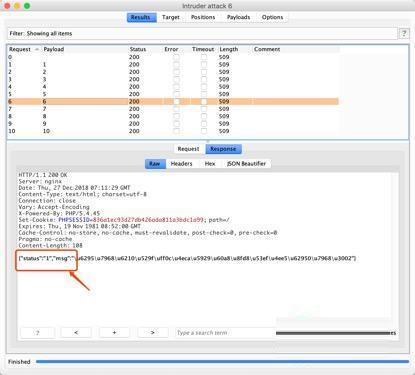 Intruder attack 6
Results Target Positions Payloads Options
Filter: Showing all items ?
Request Payload Status Error Timeout Length Comment
0 200 509
1 1 200 509
2 2 200 509
3 3 200 509
4 4 200 509
5 5 200 509
6 6 200 509
7 7 200 509
8 8 200 509
9 9 200 509
10 10 200 509
Request Response
Raw Headers Hex JSON Beautifier
HTTP/1.1 200 OK
Server: nginx
Date: Thu, 27 Dec 2018 07:11:29 GMT
Content-Type: text/html; charset=utf-8
Connection: close
Vary: Accept-Encoding
X-Powered-By: PHP/5.4.45
Set-Cookie: PHPSESSID=836a1ec93d27db426ada811a3bdc1a99; path=/
Expires: Thu, 19 Nov 1981 08:52:00 GMT
Cache-Control: no-store, no-cache, must-revalidate, post-check=0, pre-check=0
Pragma: no-cache
Content-Length: 108
{"status":"1","msg":"\u6295\u7968\u6210\u529f\uff0c\u4eca\u5929\u60a8\u8fd8\u53ef\u4ee5\u62950\u7968\u3002"}
? < + > Type a search term
Finished